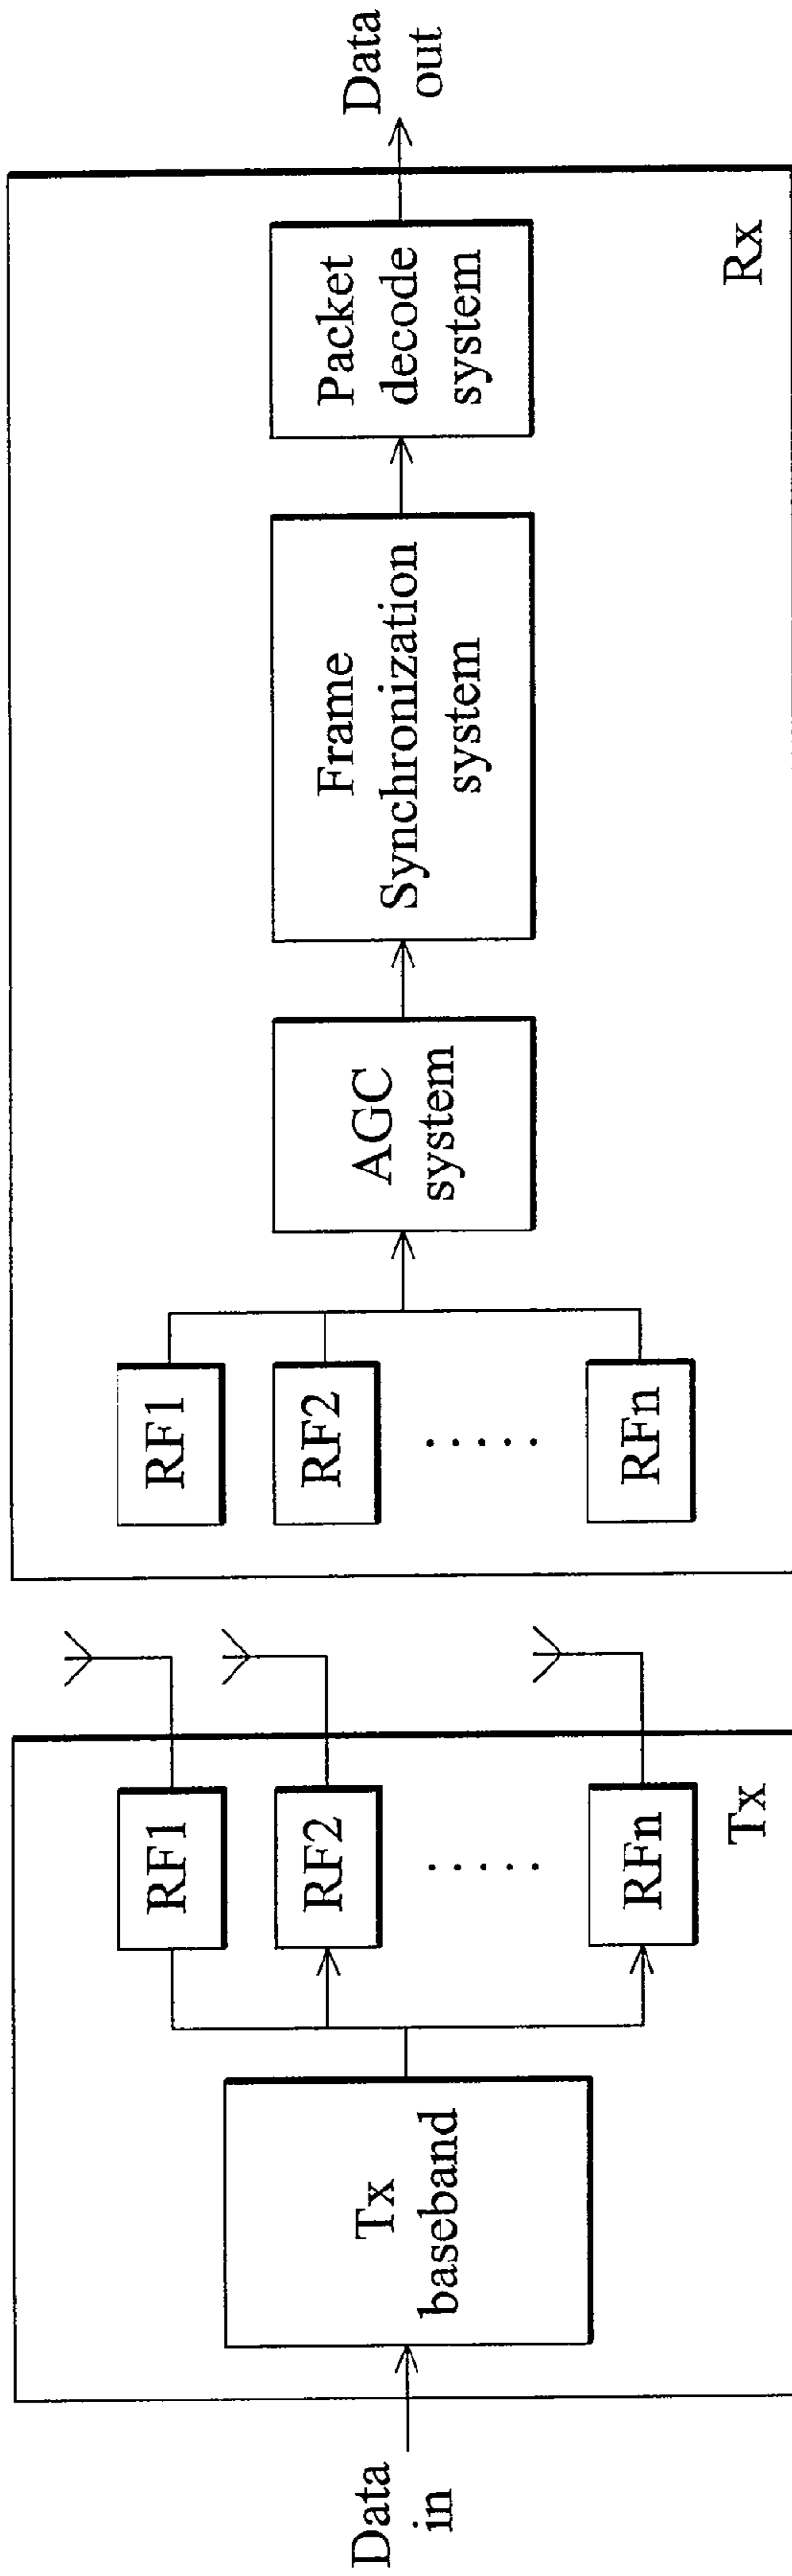 Data
in
Tx
baseband
RF1
RF2
.....
RFn
Tx
RF1
RF2
.....
RFn
AGC
system
Frame
Synchronization
system
Packet
decode
system
Rx
Data
out